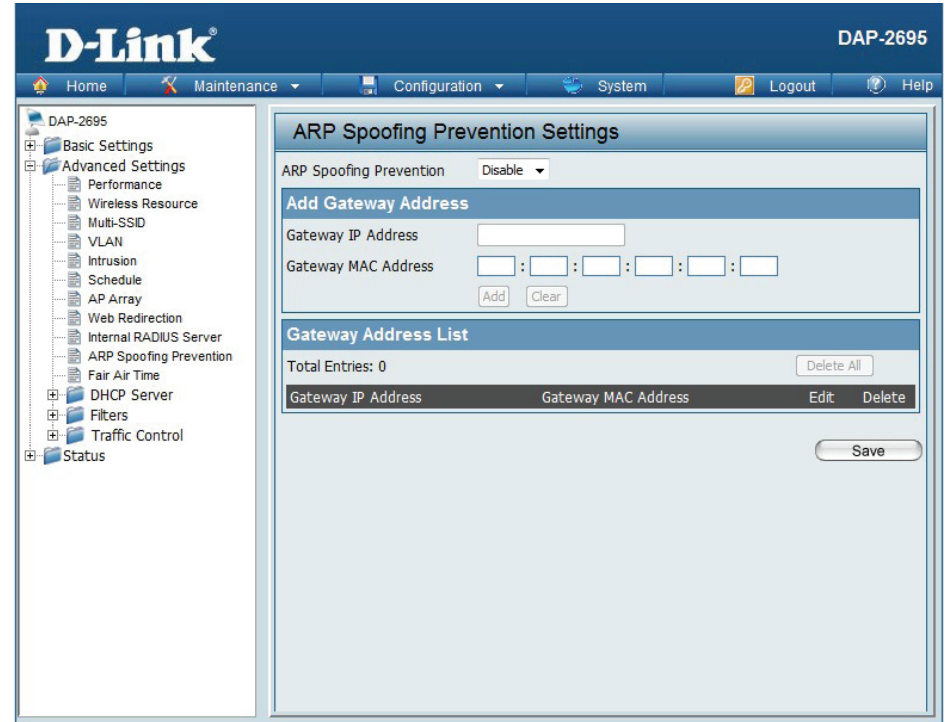 D-Link®
DAP-2695
Home Maintenance Configuration System Logout Help
DAP-2695
Basic Settings
Advanced Settings
Performance
Wireless Resource
Multi-SSID
VLAN
Intrusion
Schedule
AP Array
Web Redirection
Internal RADIUS Server
ARP Spoofing Prevention
Fair Air Time
DHCP Server
Filters
Traffic Control
Status
ARP Spoofing Prevention Settings
ARP Spoofing Prevention Disable
Add Gateway Address
Gateway IP Address
Gateway MAC Address : : : : :
Add Clear
Gateway Address List
Total Entries: 0 Delete All
Gateway IP Address Gateway MAC Address Edit Delete
Save